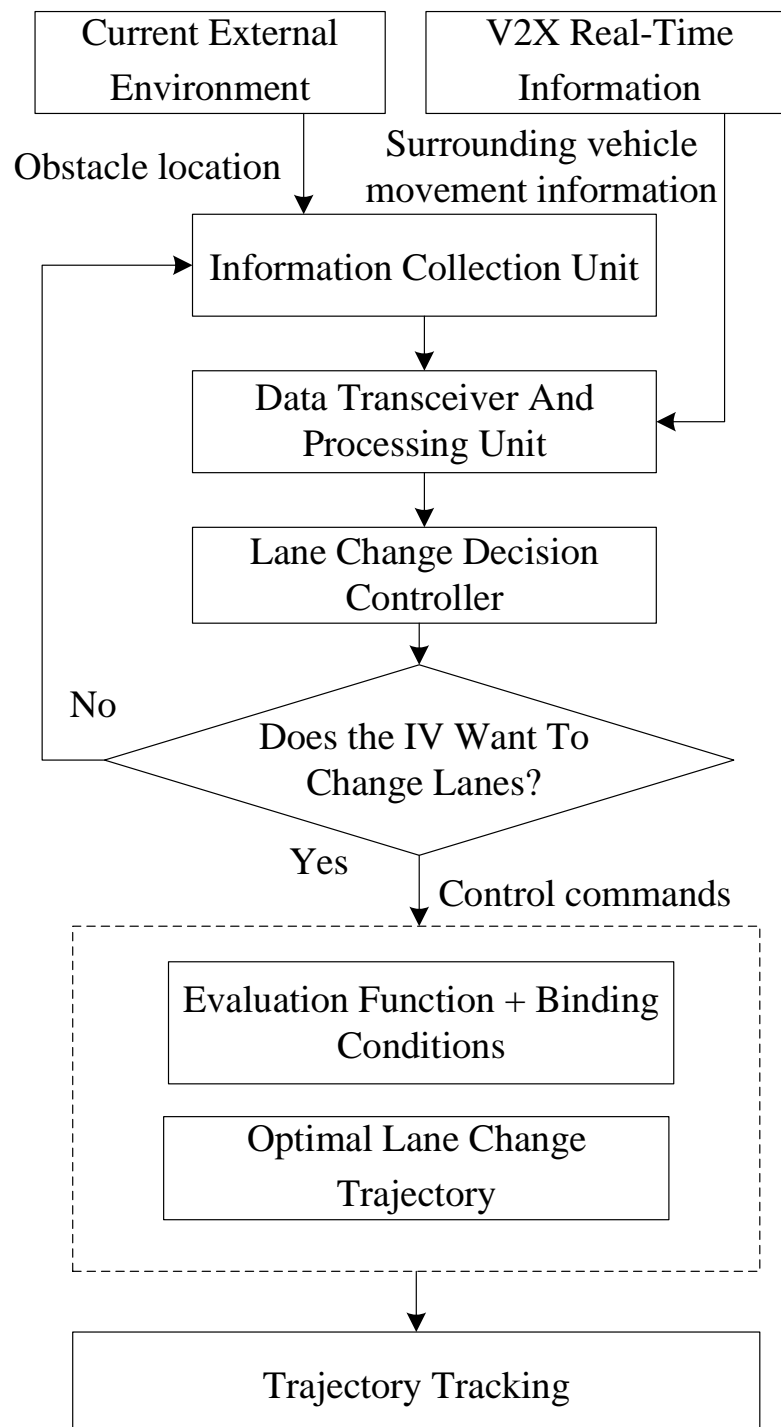 Current External
Environment
V2X Real-Time
Information
Obstacle location
Surrounding vehicle
movement information
Information Collection Unit
Data Transceiver And
Processing Unit
Lane Change Decision
Controller
No
Does the IV Want To
Change Lanes?
Yes
Control commands
Evaluation Function + Binding
Conditions
Optimal Lane Change
Trajectory
Trajectory Tracking